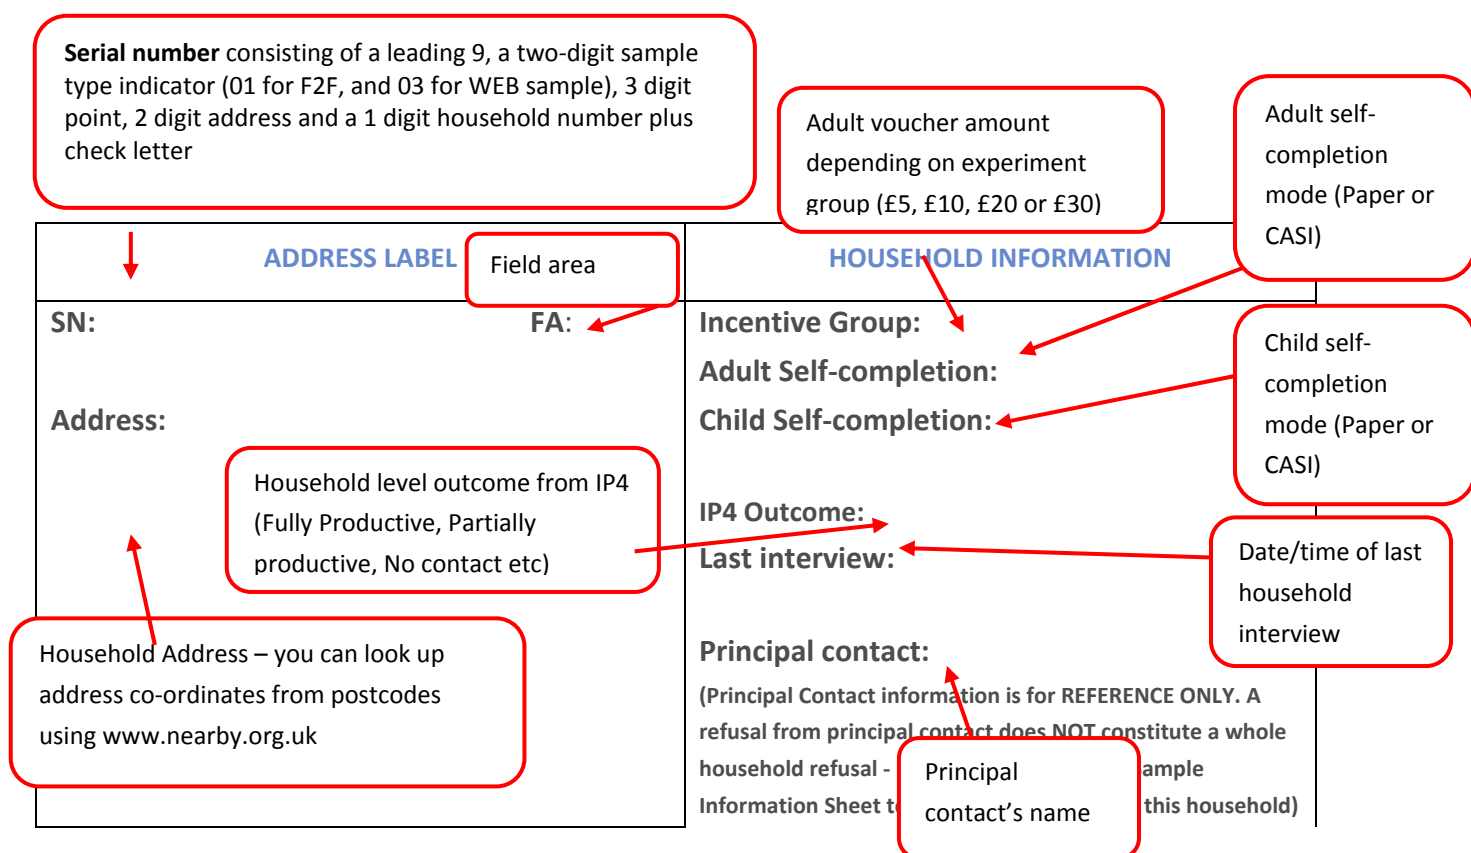 Serial number consisting of a leading 9, a two-digit sample
type indicator (01 for F2F, and 03 for WEB sample), 3 digit
point, 2 digit address and a 1 digit household number plus
check letter
Adult voucher amount
depending on experiment
group (£5, £10, £20 or £30)
Adult self-
completion
mode (Paper or
CASI)
ADDRESS LABEL
Field area
HOUSEHOLD INFORMATION
SN:
FA:
Incentive Group:
Adult Self-completion:
Child Self-completion:
Child self-
completion
mode (Paper or
CASI)
Address:
Household level outcome from IP4
(Fully Productive, Partially
productive, No contact etc)
IP4 Outcome:
Last interview:
Date/time of last
household
interview
Household Address – you can look up
address co-ordinates from postcodes
using www.nearby.org.uk
Principal contact:
(Principal Contact information is for REFERENCE ONLY. A
refusal from principal contact does NOT constitute a whole
household refusal - ample
Information Sheet this household)
Principal
contact’s name